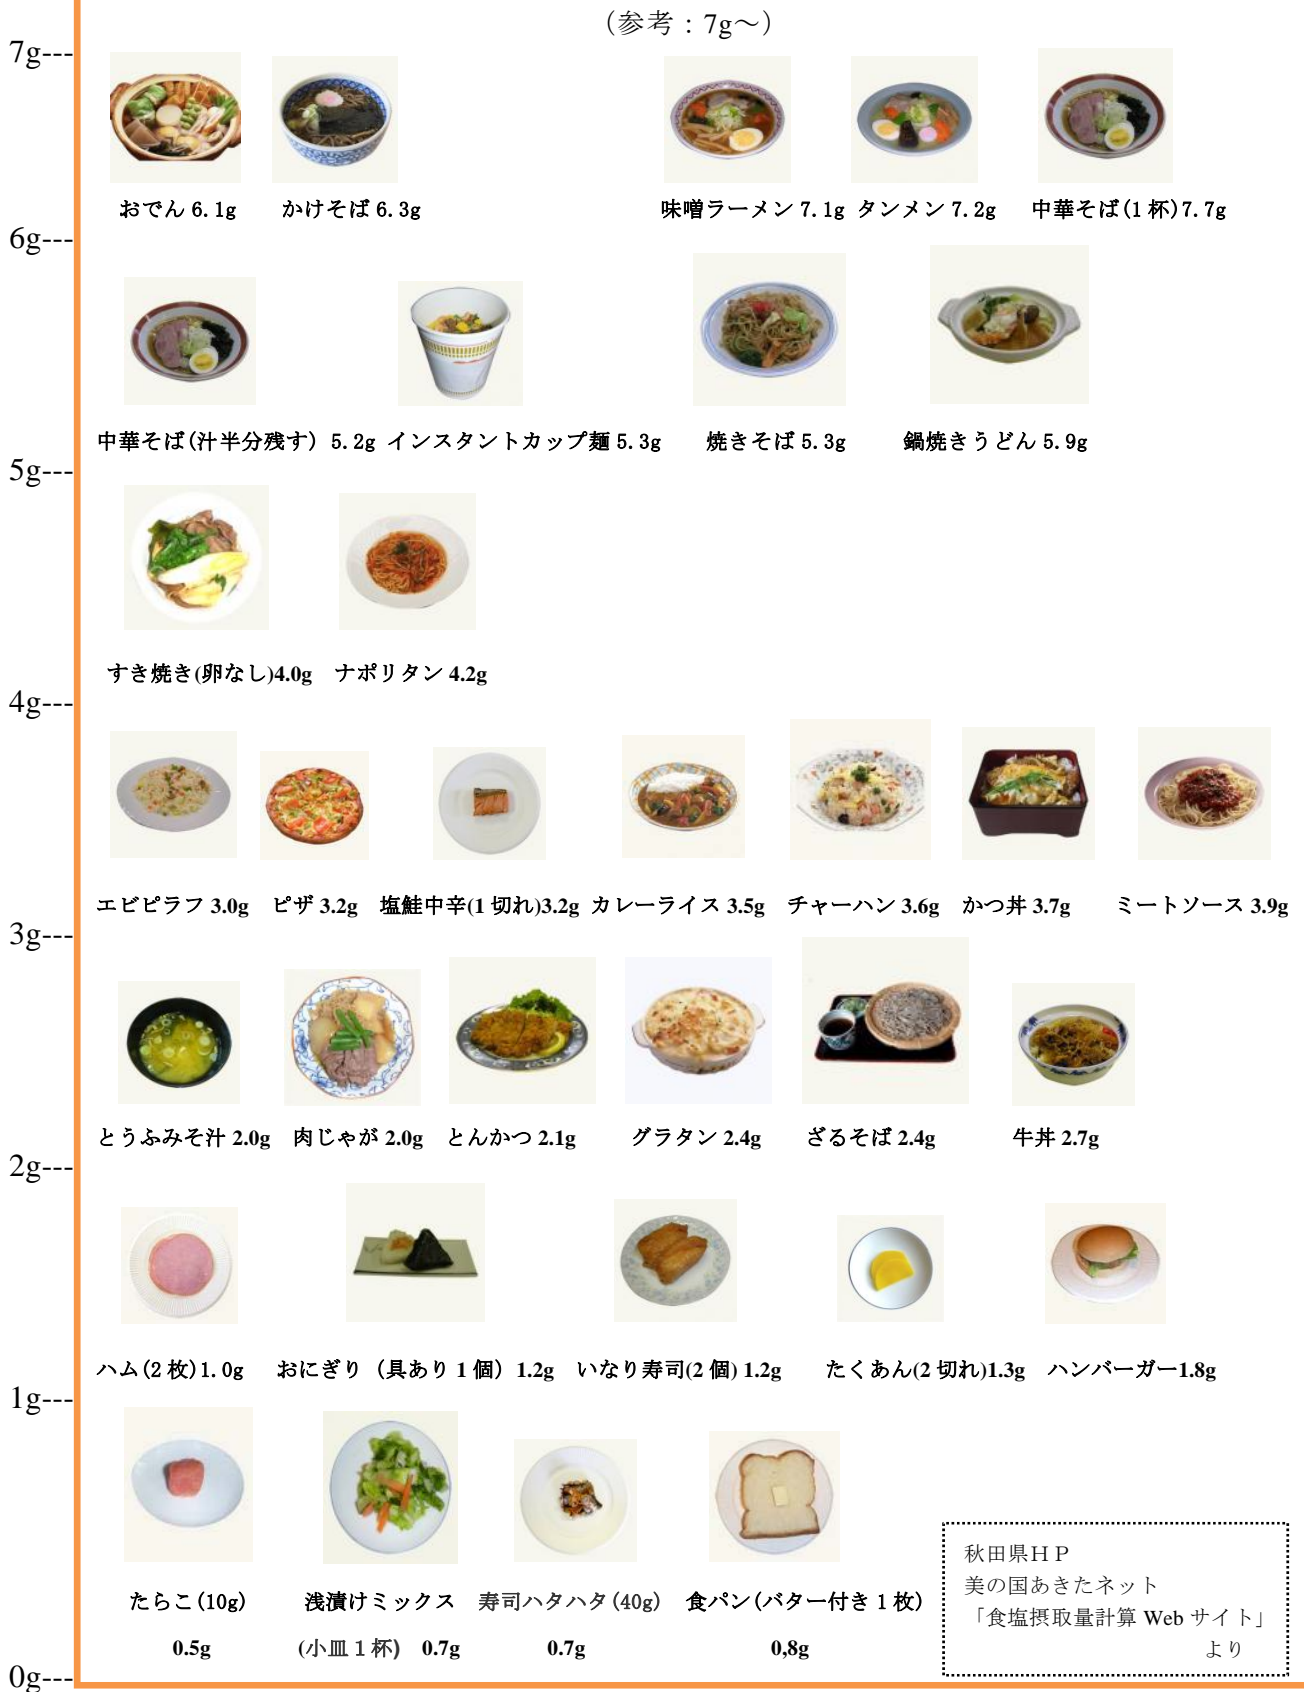 (参考：7g～)
7g---
おでん 6.1g かけそば 6.3g 味噌ラーメン 7.1g タンメン 7.2g 中華そば(1 杯)7.7g
6g---
中華そば(汁半分残す) 5.2g インスタントカップ麺 5.3g 焼きそば 5.3g 鍋焼きうどん 5.9g
5g---
すき焼き(卵なし)4.0g ナポリタン 4.2g
4g---
エビピラフ 3.0g ピザ 3.2g 塩鮭中辛(1 切れ)3.2g カレーライス 3.5g チャーハン 3.6g かつ丼 3.7g ミートソース 3.9g
3g---
とうふみそ汁 2.0g 肉じゃが 2.0g とんかつ 2.1g グラタン 2.4g ざるそば 2.4g 牛丼 2.7g
2g---
ハム(2 枚)1.0g おにぎり（具あり 1 個）1.2g いなり寿司(2 個) 1.2g たくあん(2 切れ)1.3g ハンバーガー1.8g
1g---
たらこ(10g) 浅漬けミックス 寿司ハタハタ(40g) 食パン(バター付き 1 枚)
0.5g (小皿 1 杯) 0.7g 0.7g 0,8g
秋田県ＨＰ
美の国あきたネット
「食塩摂取量計算 Web サイト」
より
0g---